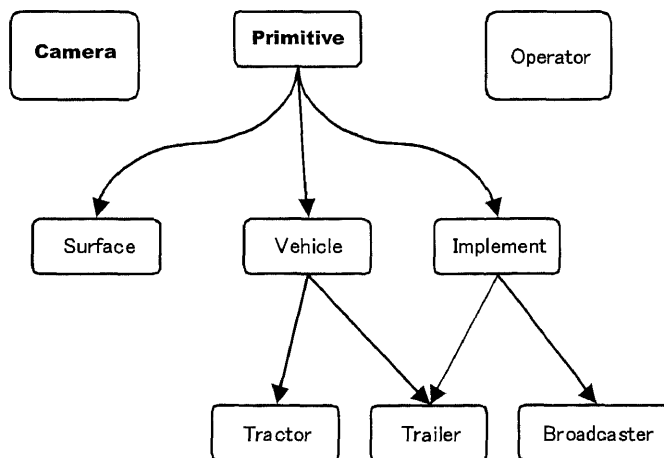 Camera
Primitive
Operator
Surface
Vehicle
Implement
Tractor
Trailer
Broadcaster